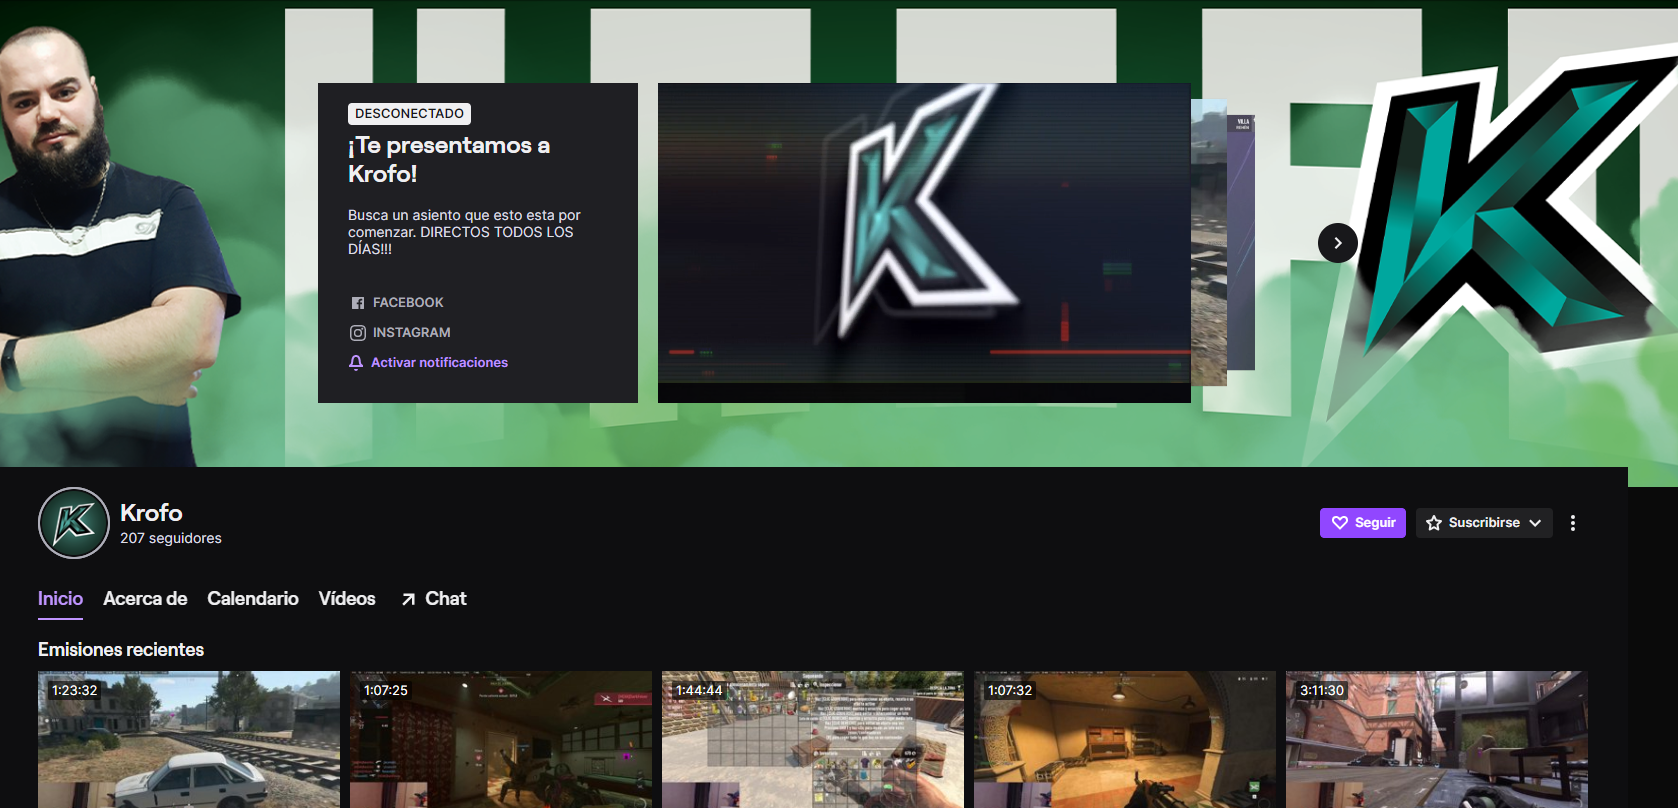 DESCONECTADO
¡Te presentamos a
Krofo!
Busca un asiento que esto esta por
comenzar. DIRECTOS TODOS LOS
DÍAS!!!
FACEBOOK
INSTAGRAM
Activar notificaciones
VILLA
K
K
Krofo
207 seguidores
Seguir
Suscribirse
Inicio
Acerca de
Calendario
Vídeos
Chat
Emisiones recientes
1:23:32
1:07:25
1:44:44
1:07:32
3:11:30